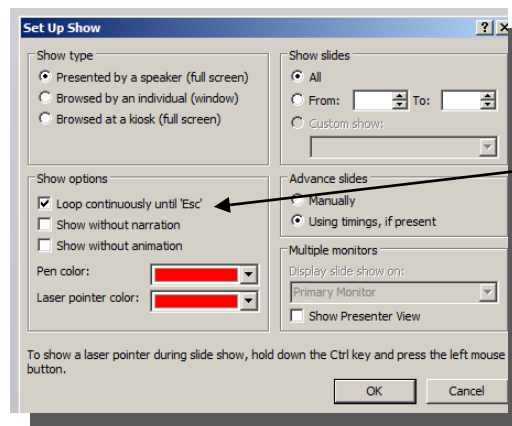 Set Up Show
Show type
Presented by a speaker (full screen)
Browsed by an individual (window)
Browsed at a kiosk (full screen)
Show slides
All
From: To:
Custom show:
Show options
Loop continuously until 'Esc'
Show without narration
Show without animation
Pen color:
Laser pointer color:
Advance slides
Manually
Using timings, if present
Multiple monitors
Display slide show on:
Primary Monitor
Show Presenter View
To show a laser pointer during slide show, hold down the Ctrl key and press the left mouse
button.
OK Cancel